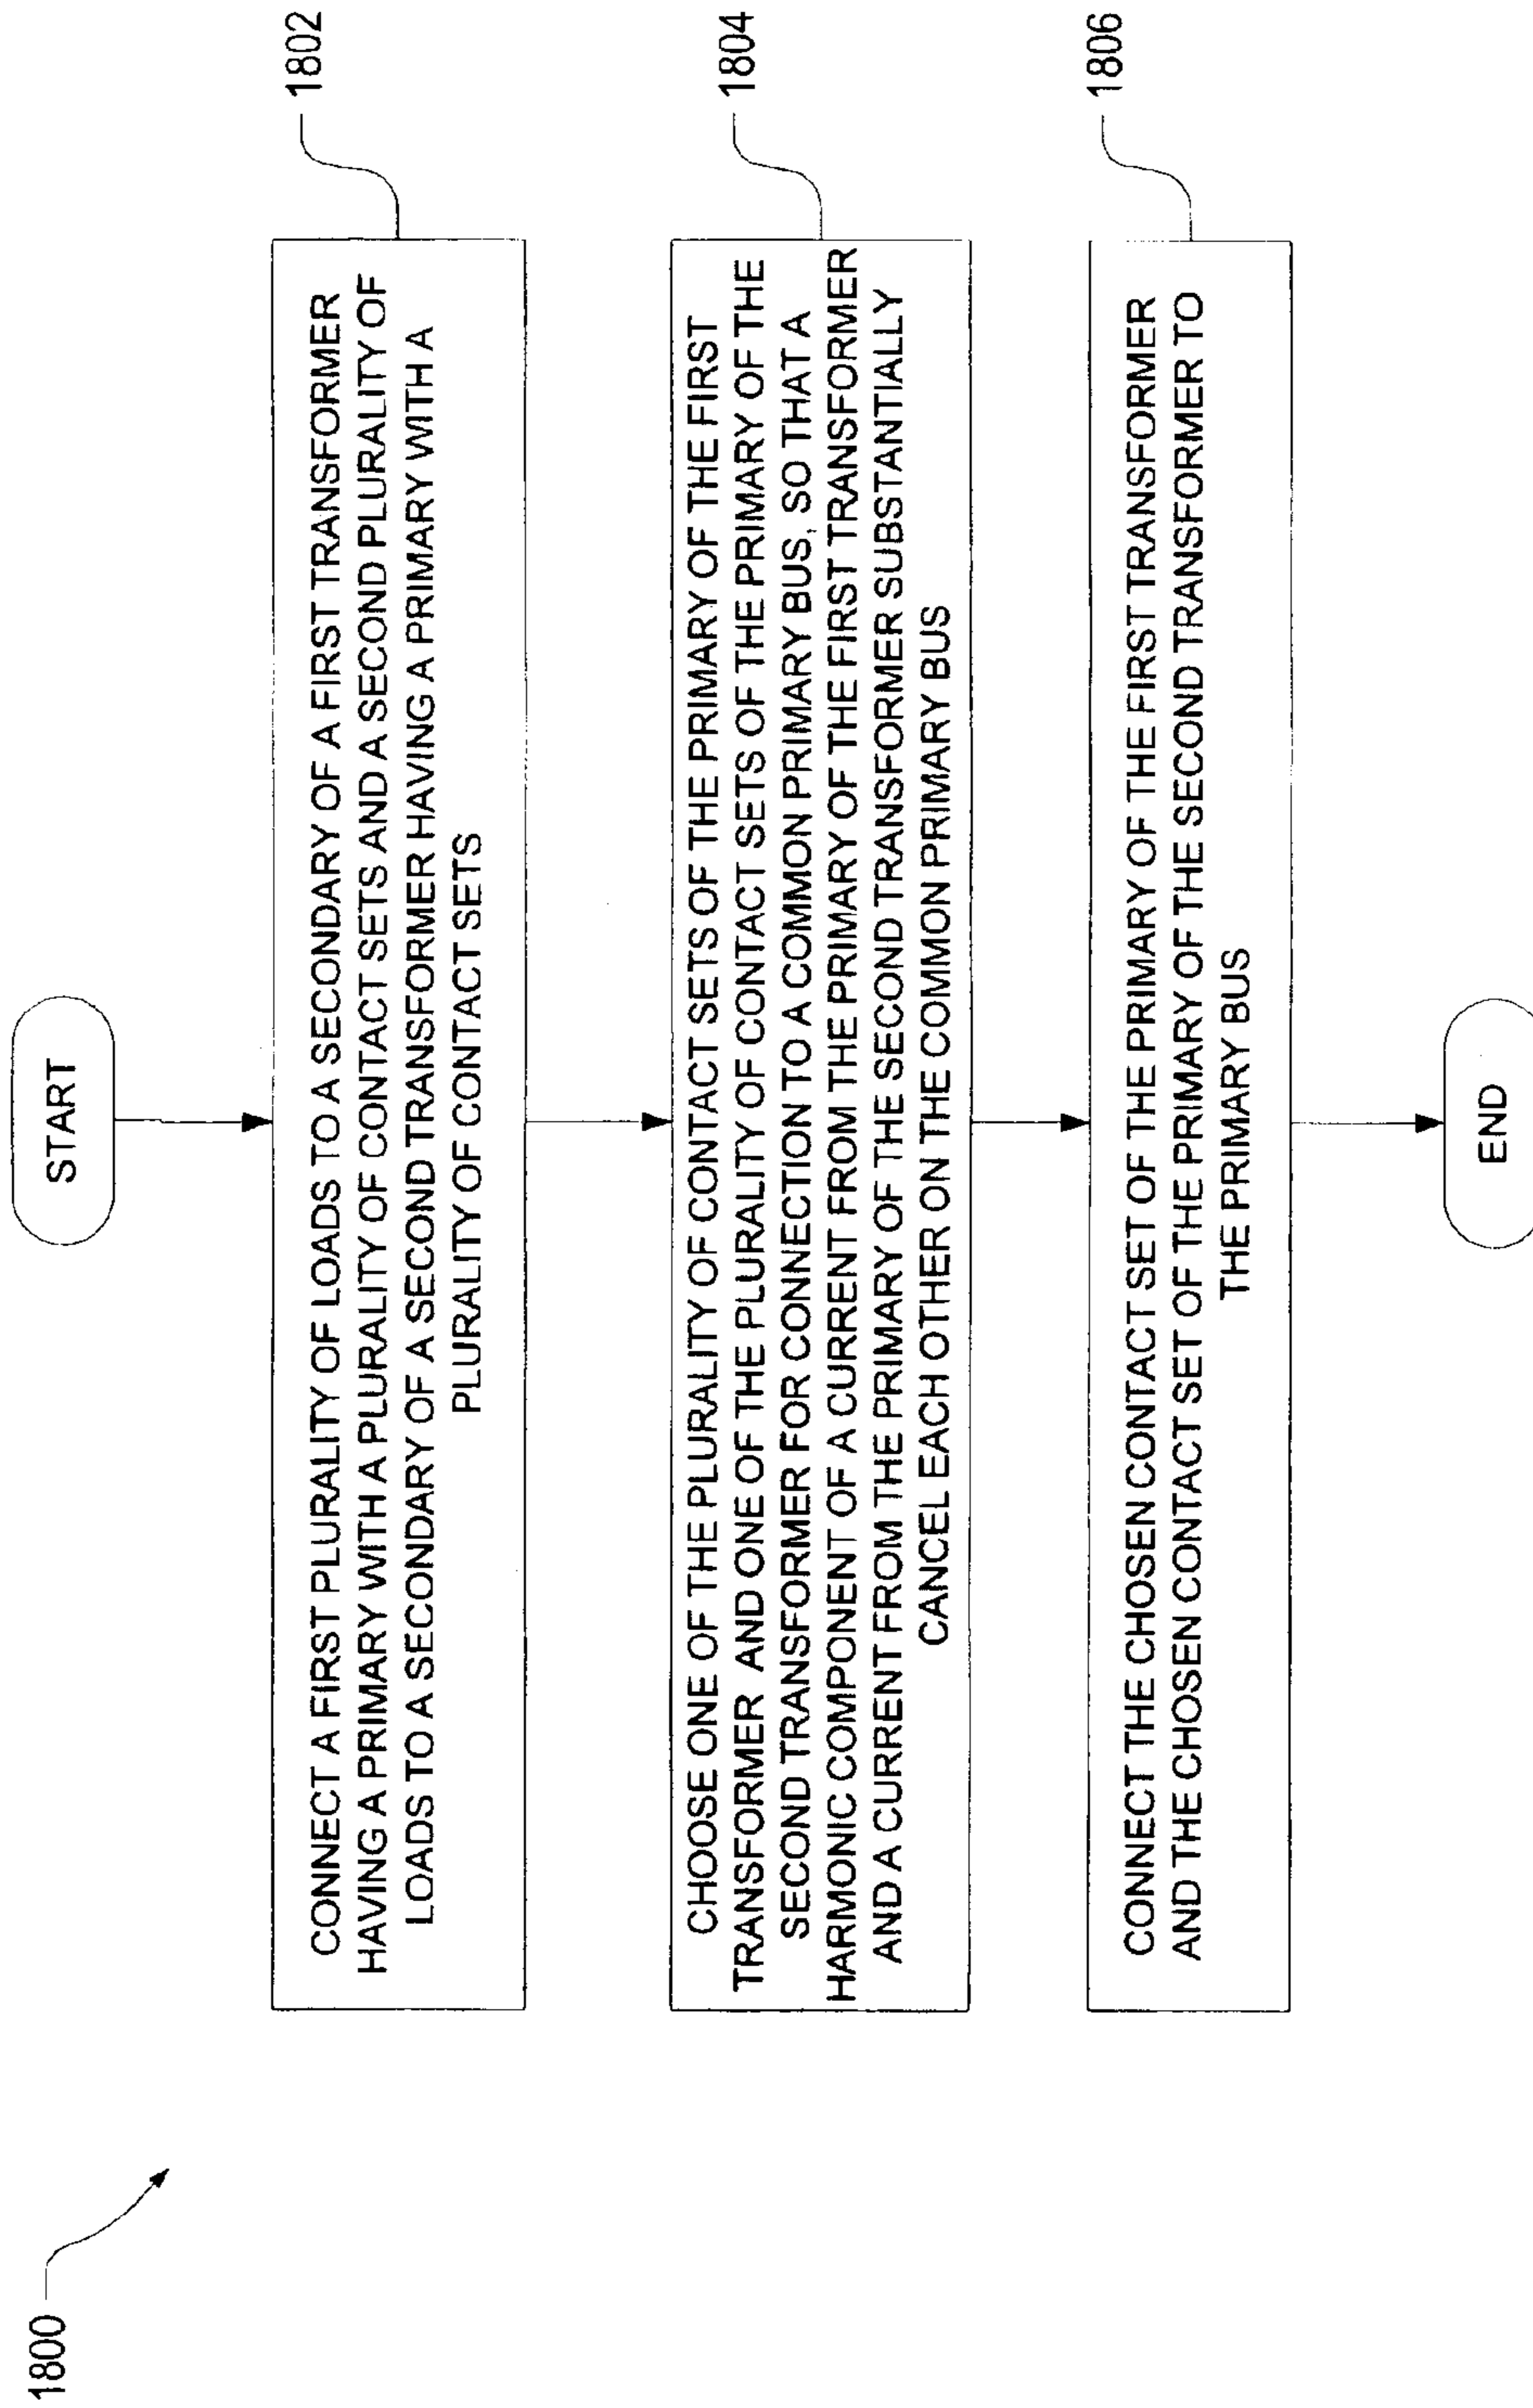 1800
START
CONNECT A FIRST PLURALITY OF LOADS TO A SECONDARY OF A FIRST TRANSFORMER
HAVING A PRIMARY WITH A PLURALITY OF CONTACT SETS AND A SECOND PLURALITY OF
LOADS TO A SECONDARY OF A SECOND TRANSFORMER HAVING A PRIMARY WITH A
PLURALITY OF CONTACT SETS
1802
CHOOSE ONE OF THE PLURALITY OF CONTACT SETS OF THE PRIMARY OF THE FIRST
TRANSFORMER AND ONE OF THE PLURALITY OF CONTACT SETS OF THE PRIMARY OF THE
SECOND TRANSFORMER FOR CONNECTION TO A COMMON PRIMARY BUS, SO THAT A
HARMONIC COMPONENT OF A CURRENT FROM THE PRIMARY OF THE FIRST TRANSFORMER
AND A CURRENT FROM THE PRIMARY OF THE SECOND TRANSFORMER SUBSTANTIALLY
CANCEL EACH OTHER ON THE COMMON PRIMARY BUS
1804
CONNECT THE CHOSEN CONTACT SET OF THE PRIMARY OF THE FIRST TRANSFORMER
AND THE CHOSEN CONTACT SET OF THE PRIMARY OF THE SECOND TRANSFORMER TO
THE PRIMARY BUS
1806
END